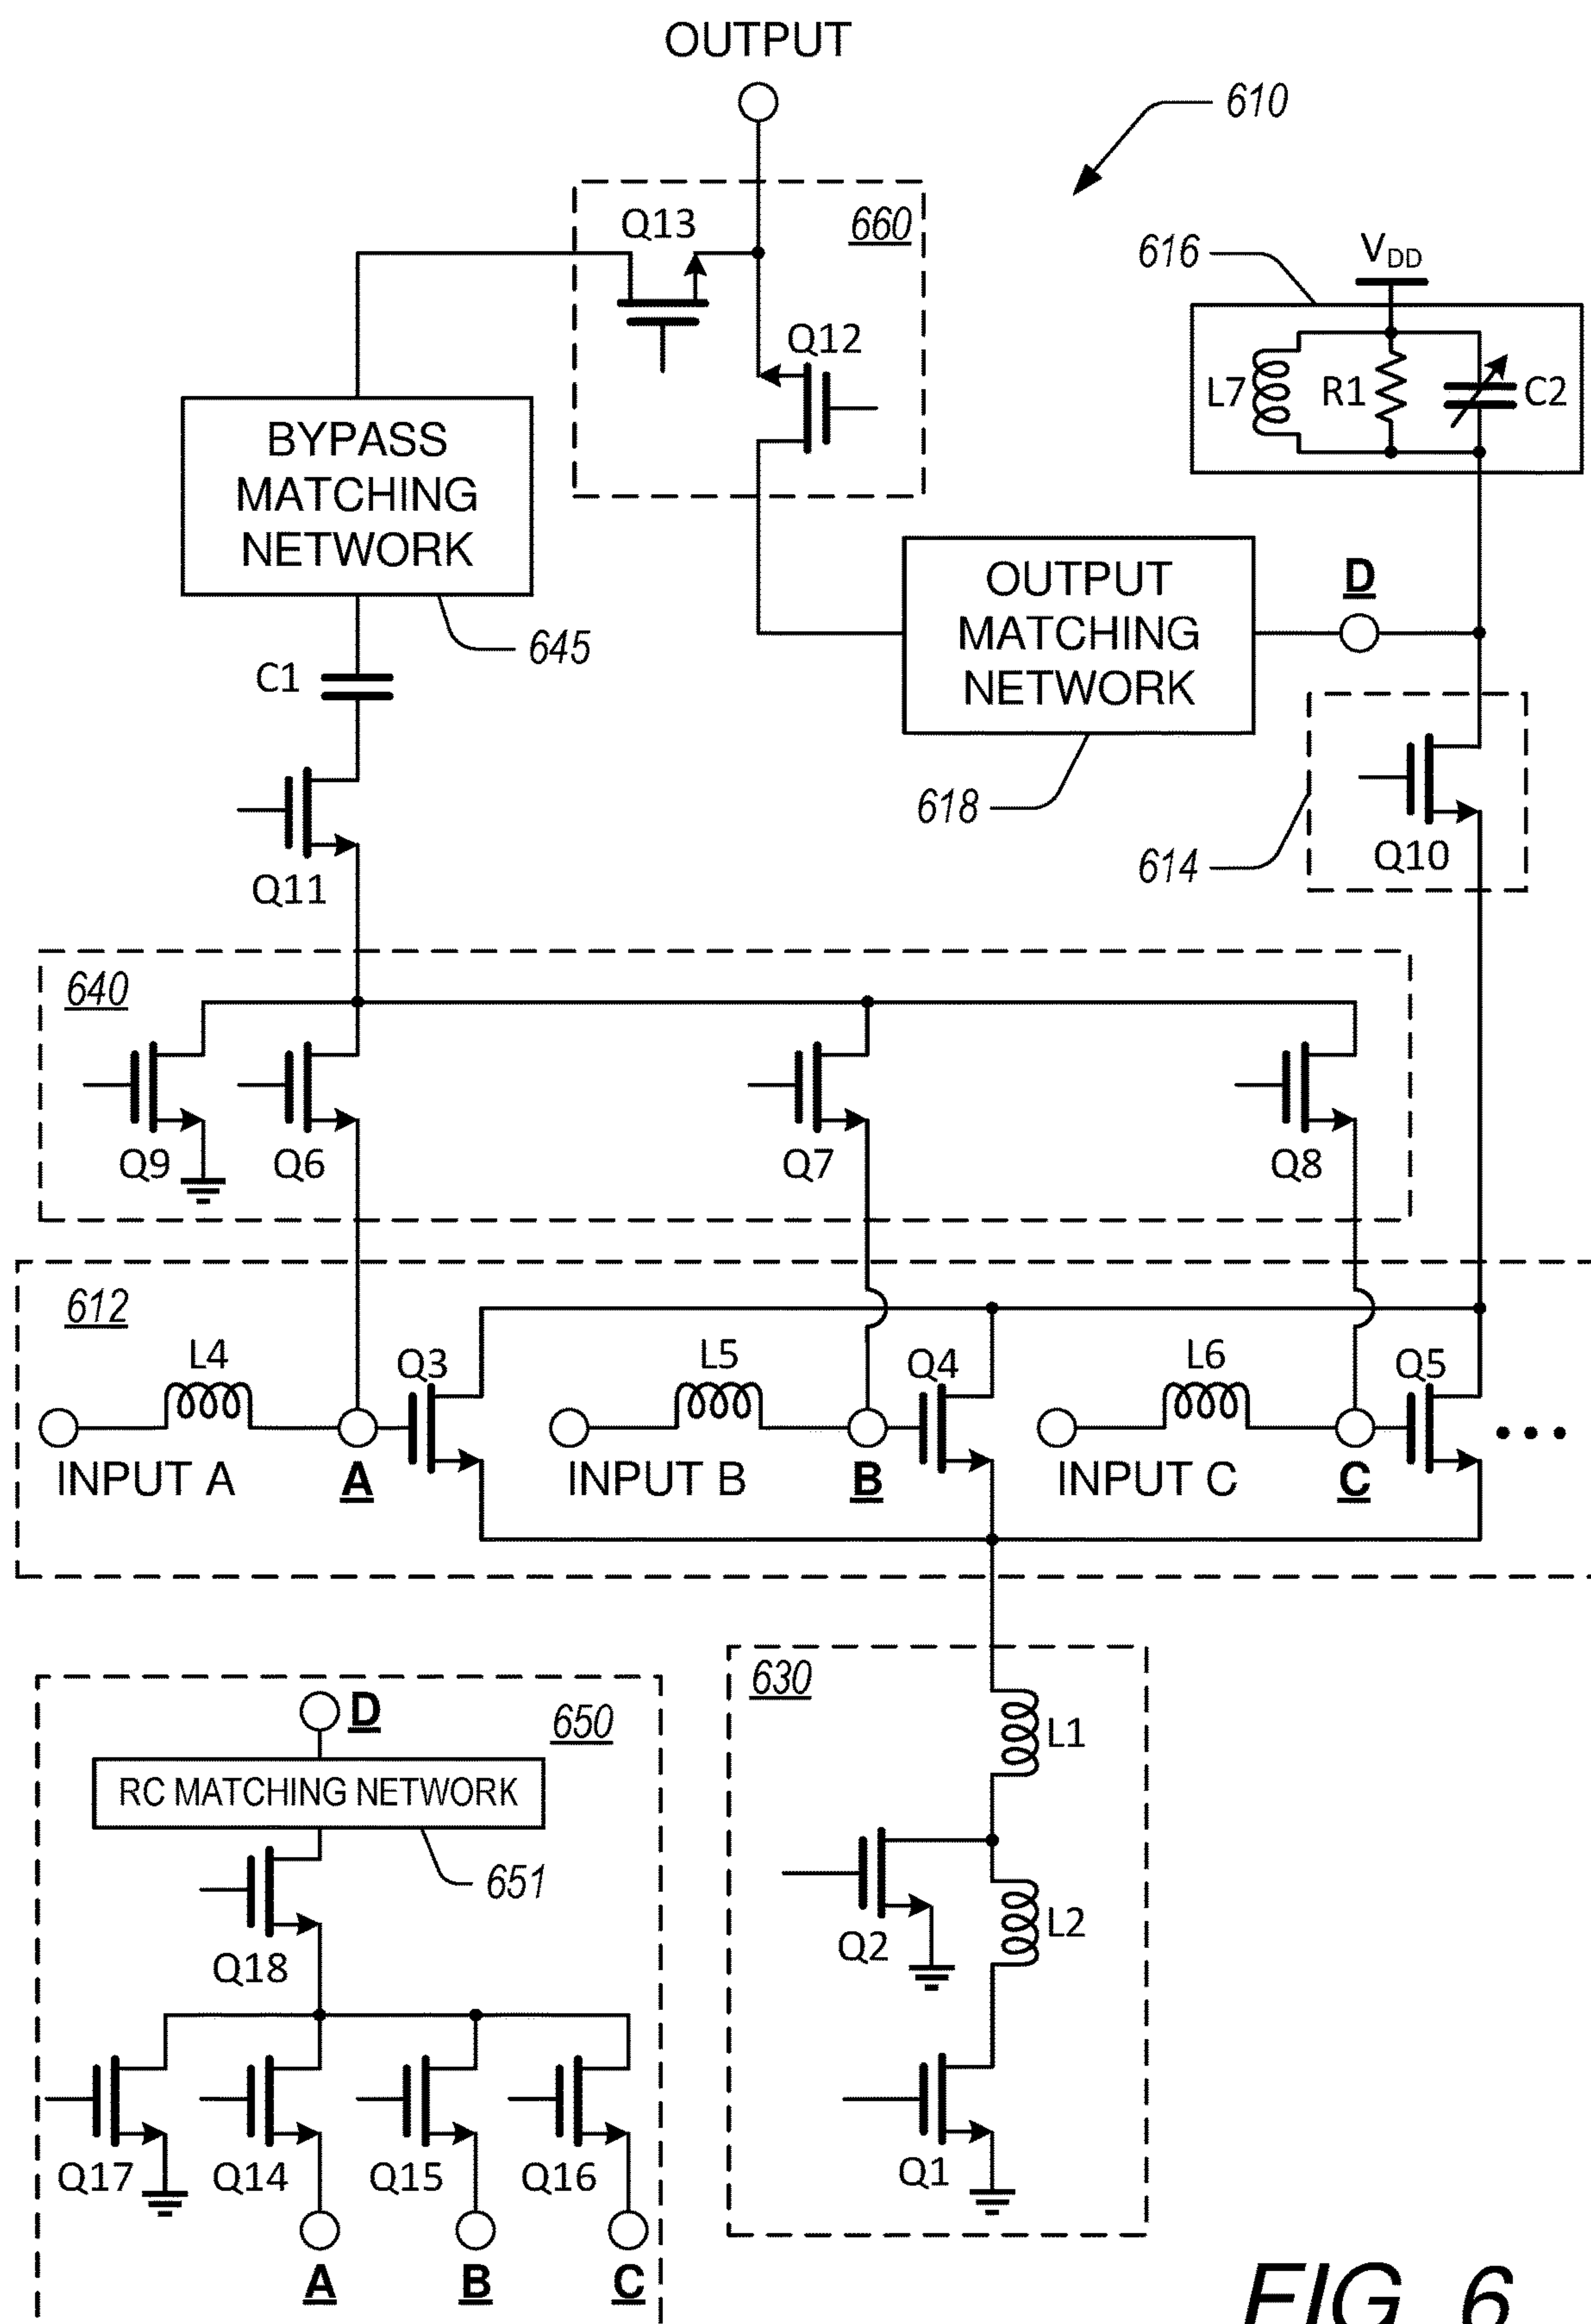 OUTPUT
610
Q13
660
616
VDD
Q12
L7
R1
C2
BYPASS
MATCHING
NETWORK
645
OUTPUT
MATCHING
NETWORK
D
C1
618
614
Q10
Q11
640
Q9
Q6
Q7
Q8
612
L4
Q3
L5
Q4
L6
Q5
INPUT A
A
INPUT B
B
INPUT C
C
630
D
650
L1
RC MATCHING NETWORK
651
Q18
Q2
L2
Q17
Q14
Q15
Q16
Q1
A
B
C
FIG. 6